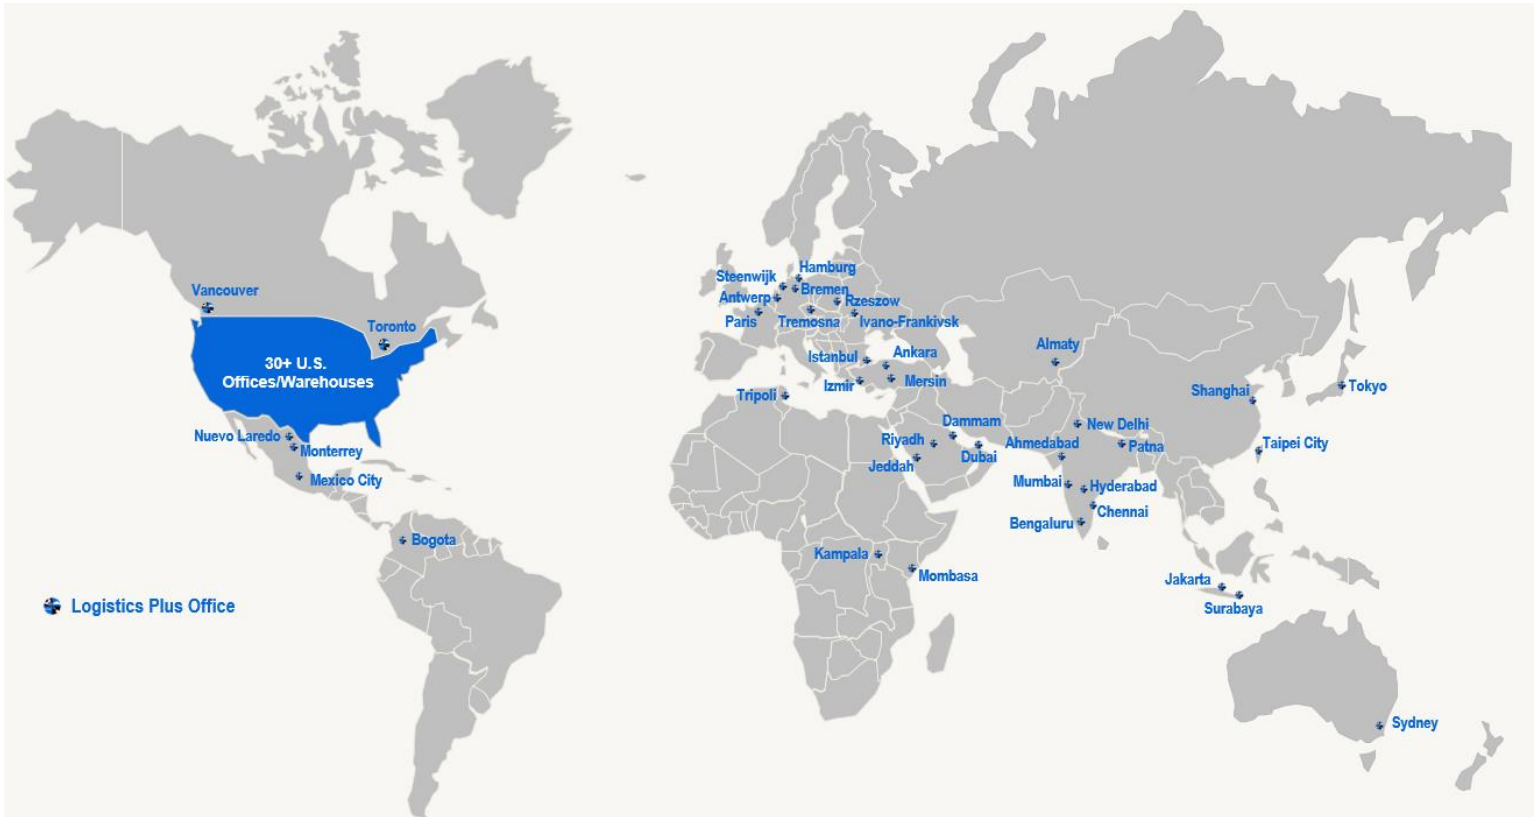 Vancouver
Toronto
30+ U.S.
Offices/Warehouses
Nuevo Laredo
Monterrey
Mexico City
Bogota
Logistics Plus Office
Hamburg
Steenwijk
Bremen
Antwerp
Rzeszow
Paris
Tremosna
Ivano-Frankivsk
Istanbul
Ankara
Izmir
Mersin
Tripoli
Almaty
Shanghai
Tokyo
Dammam
New Delhi
Riyadh
Ahmedabad
Patna
Taipei City
Dubai
Jeddah
Mumbai
Hyderabad
Chennai
Bengaluru
Kampala
Mombasa
Jakarta
Surabaya
Sydney